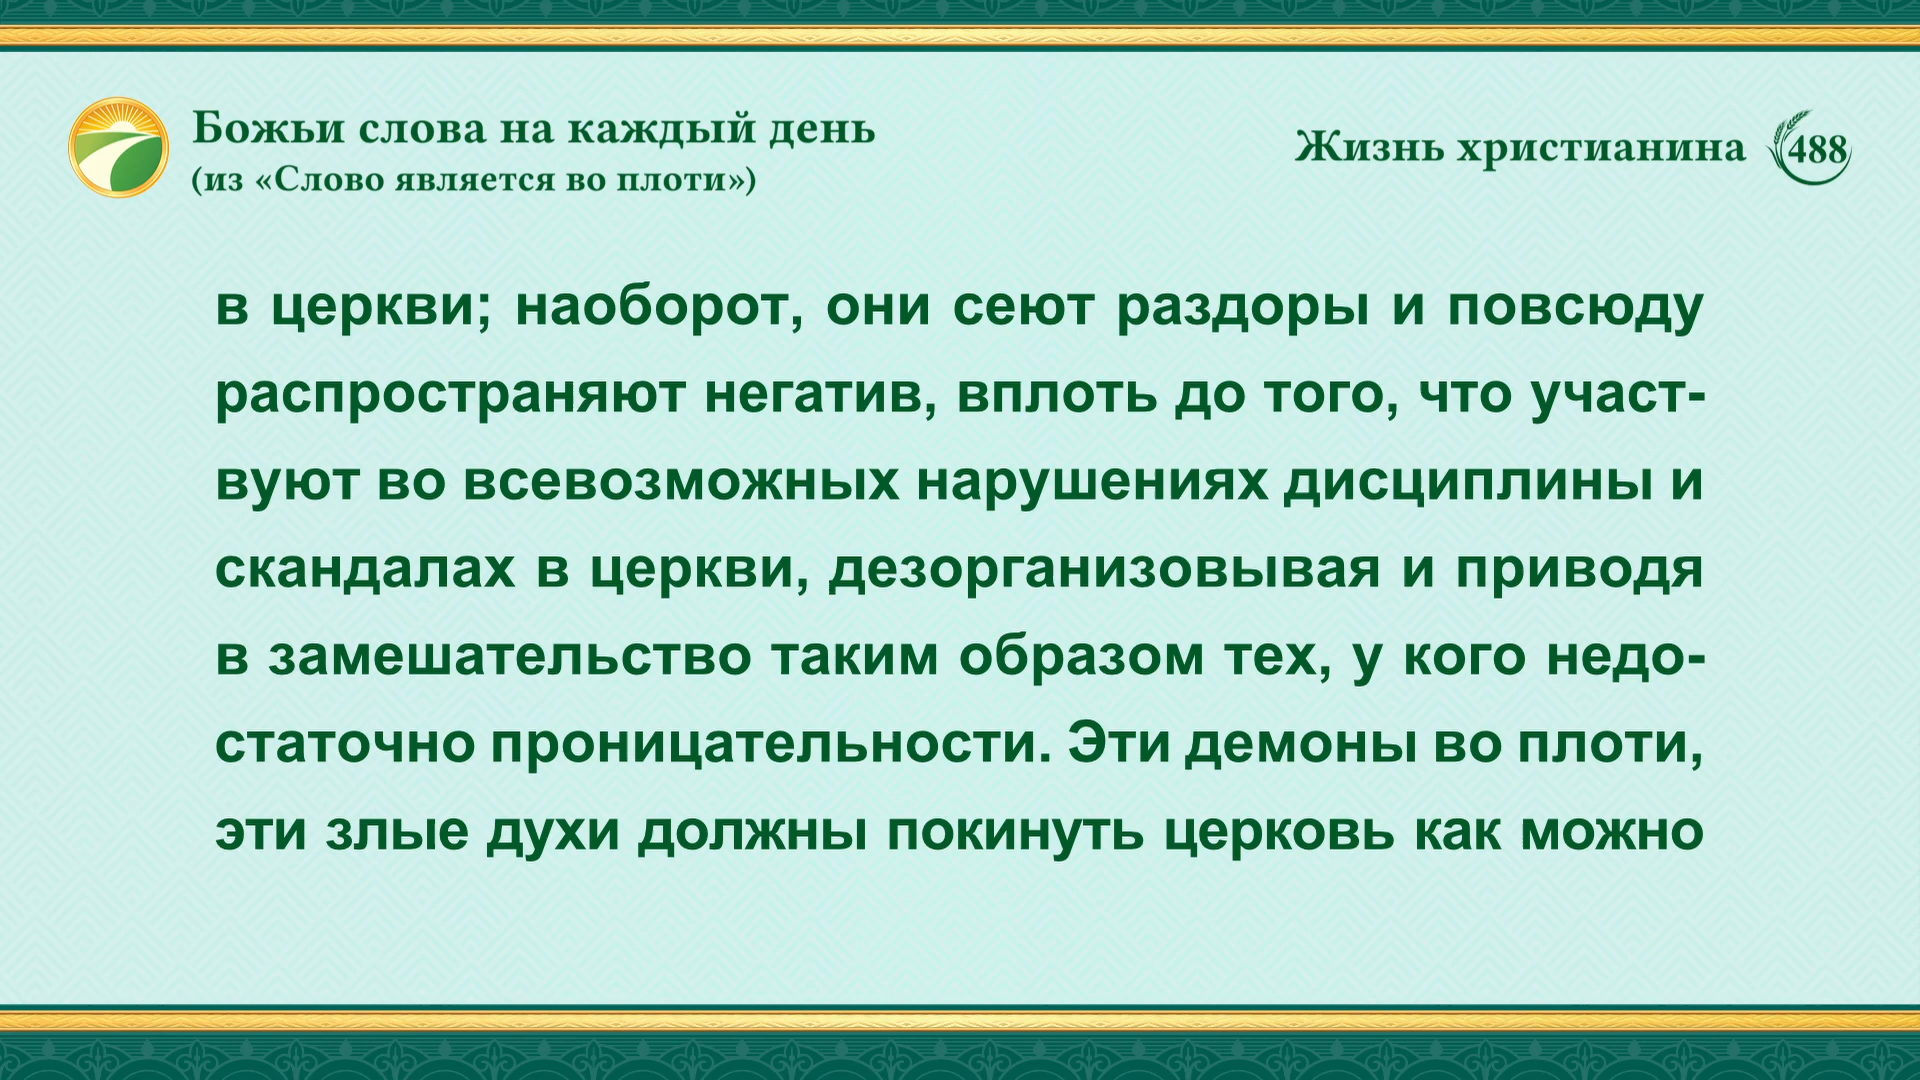 Божьи слова на каждый день
(из «Слово является во плоти»)
Жизнь христианина 488
в церкви; наоборот, они сеют раздоры и повсюду
распространяют негатив, вплоть до того, что участ-
вуют во всевозможных нарушениях дисциплины и
скандалах в церкви, дезорганизовывая и приводя
в замешательство таким образом тех, у кого недо-
статочно проницательности. Эти демоны во плоти,
эти злые духи должны покинуть церковь как можно